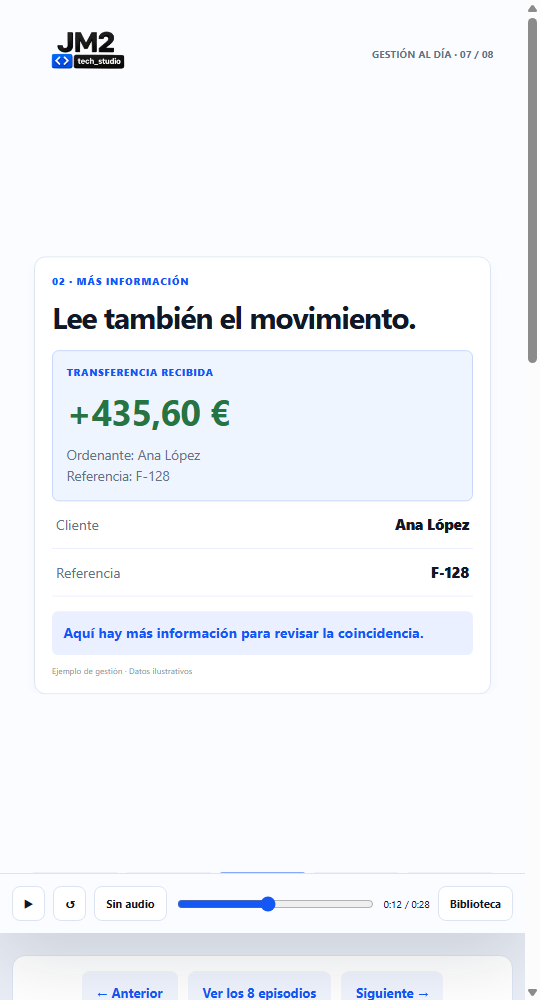 JM2
<> tech_studio
GESTIÓN AL DÍA · 07 / 08
02 · MÁS INFORMACIÓN
Lee también el movimiento.
TRANSFERENCIA RECIBIDA
+435,60 €
Ordenante: Ana López
Referencia: F-128
Cliente Ana López
Referencia F-128
Aquí hay más información para revisar la coincidencia.
Ejemplo de gestión · Datos ilustrativos
▶ ↺ Sin audio 0:12 / 0:28 Biblioteca
← Anterior Ver los 8 episodios Siguiente →